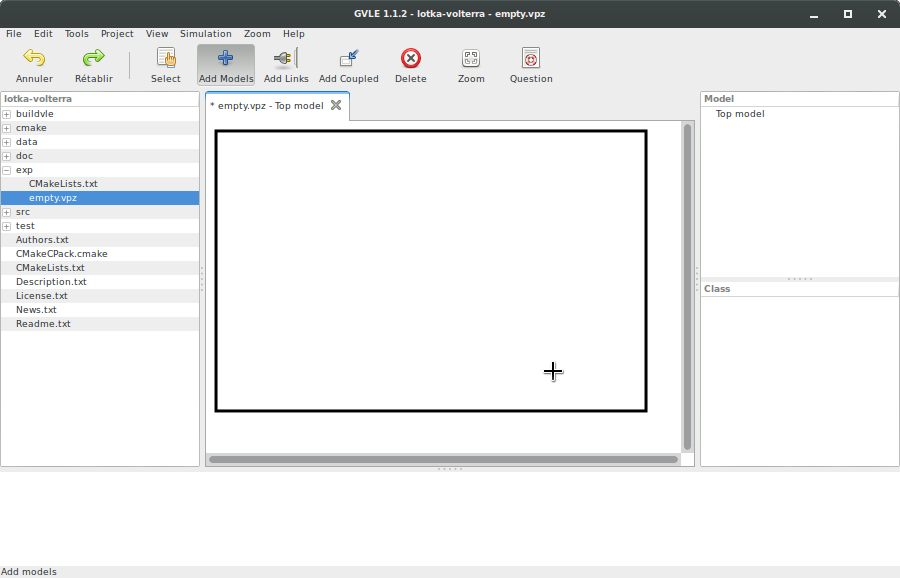 GVLE 1.1.2 - lotka-volterra - empty.vpz
File Edit Tools Project View Simulation Zoom Help
Annuler Rétablir Select Add Models Add Links Add Coupled Delete Zoom Question
lotka-volterra
buildvle
cmake
data
doc
exp
CMakeLists.txt
empty.vpz
src
test
Authors.txt
CMakeCPack.cmake
CMakeLists.txt
Description.txt
License.txt
News.txt
Readme.txt
* empty.vpz - Top model
Model
Top model
Class
Add models